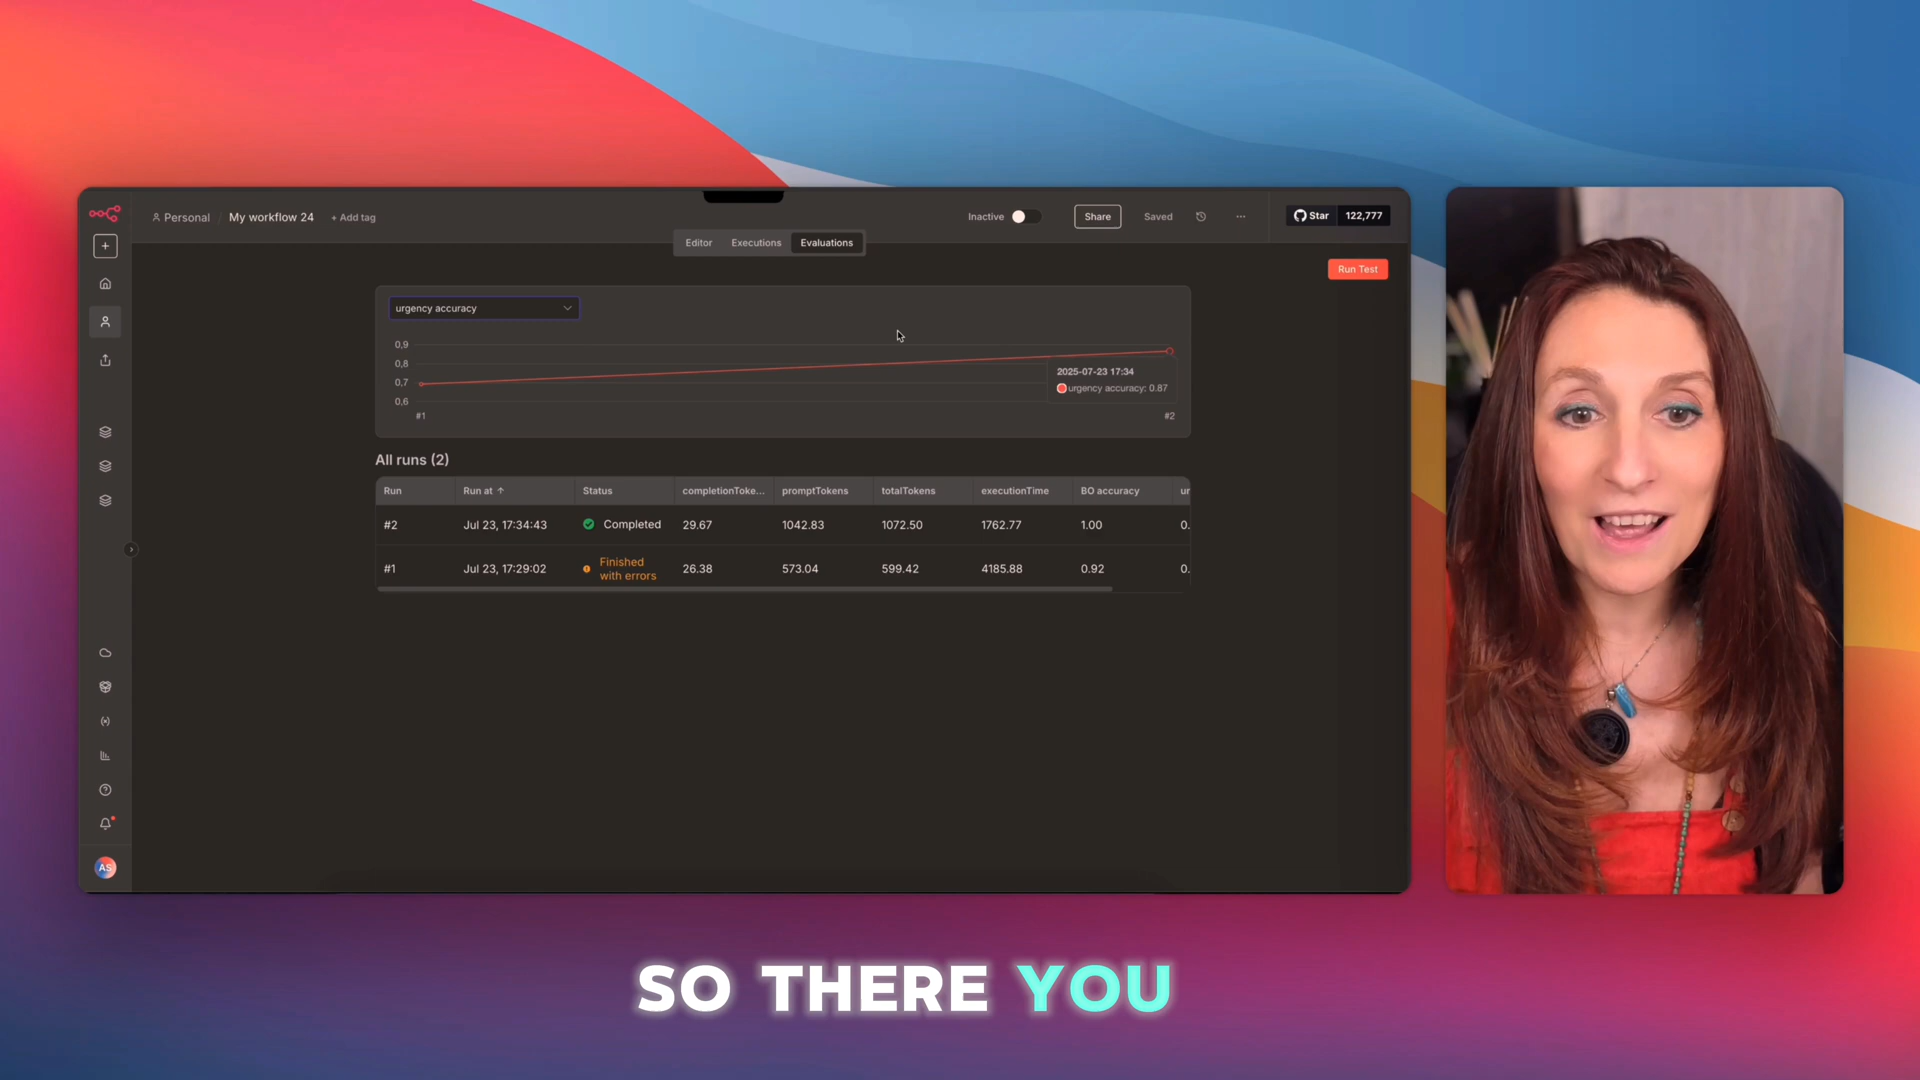 Personal / My workflow 24 + Add tag
Inactive
Share
Saved
Star 122,777
Editor Executions Evaluations
Run Test
urgency accuracy
0,9
0,8
0,7
0,6
#1 #2
2025-07-23 17:34
urgency accuracy: 0.87
All runs (2)
Run Run at ↑ Status completionToke... promptTokens totalTokens executionTime BO accuracy ur
#2 Jul 23, 17:34:43 Completed 29.67 1042.83 1072.50 1762.77 1.00 0.
#1 Jul 23, 17:29:02 Finished with errors 26.38 573.04 599.42 4185.88 0.92 0.
AS
SO THERE YOU